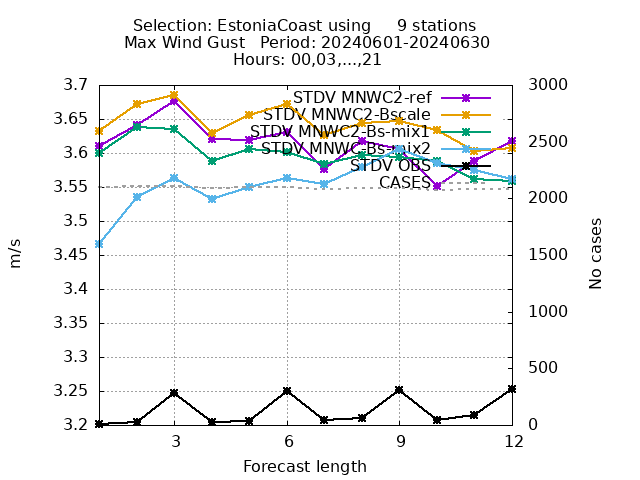 Selection: EstoniaCoast using 9 stations
Max Wind Gust Period: 20240601-20240630
Hours: 00,03,...,21
3.7
3.65
3.6
3.55
3.5
3.45
3.4
3.35
3.3
3.25
3.2
3000
2500
2000
1500
1000
500
0
STDV MNWC2-ref
STDV MNWC2-Bscale
STDV MNWC2-Bs-mix1
STDV MNWC-Bs-mix2
STDV OBS
CASES
m/s
No cases
3
6
9
12
Forecast length